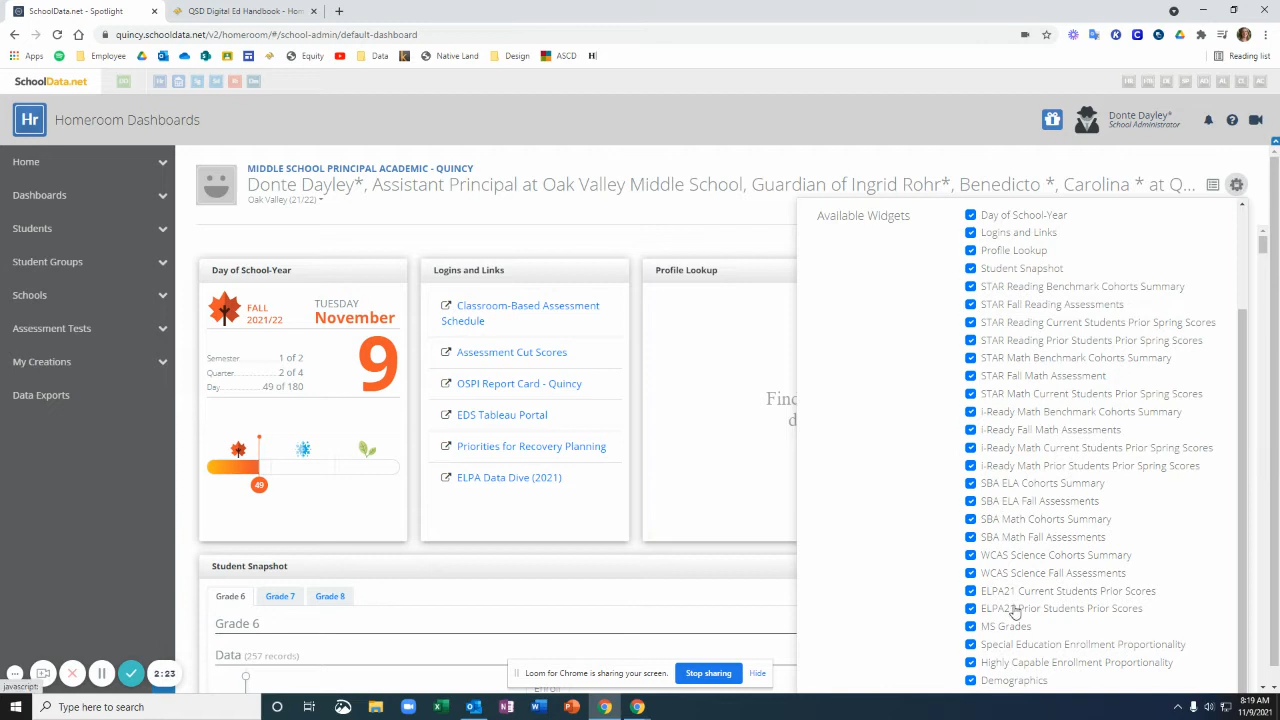 SchoolData.net - Spotlight
QSD Digital Ed Handbook - Hom
quincy.schooldata.net/v2/homeroom/#/school-admin/default-dashboard
Apps
Employee
Equity
Data
Native Land
Design
ASCD
Reading list
SchoolData.net
Hr
Homeroom Dashboards
Donte Dayley*
School Administrator
Home
Dashboards
Students
Student Groups
Schools
Assessment Tests
My Creations
Data Exports
MIDDLE SCHOOL PRINCIPAL ACADEMIC - QUINCY
Donte Dayley*, Assistant Principal at Oak Valley Middle School, Guardian of Ingrid Rohr*, Benedicto *, Carolina * at Q...
Oak Valley (21/22)
Day of School-Year
FALL
2021/22
TUESDAY
November
9
Semester 1 of 2
Quarter 2 of 4
Day 49 of 180
49
Logins and Links
Classroom-Based Assessment
Schedule
Assessment Cut Scores
OSPI Report Card - Quincy
EDS Tableau Portal
Priorities for Recovery Planning
ELPA Data Dive (2021)
Profile Lookup
Available Widgets
Day of School-Year
Logins and Links
Profile Lookup
Student Snapshot
STAR Reading Benchmark Cohorts Summary
STAR Fall Reading Assessments
STAR Reading Current Students Prior Spring Scores
STAR Reading Prior Students Prior Spring Scores
STAR Math Benchmark Cohorts Summary
STAR Fall Math Assessment
STAR Math Current Students Prior Spring Scores
i-Ready Math Benchmark Cohorts Summary
i-Ready Fall Math Assessments
i-Ready Math Current Students Prior Spring Scores
i-Ready Math Prior Students Prior Spring Scores
SBA ELA Cohorts Summary
SBA ELA Fall Assessments
SBA Math Cohorts Summary
SBA Math Fall Assessments
WCAS Science Cohorts Summary
WCAS Science Fall Assessments
ELPA21 Current Students Prior Scores
ELPA21 Prior Students Prior Scores
MS Grades
Special Education Enrollment Proportionality
Highly Capable Enrollment Proportionality
Demographics
Student Snapshot
Grade 6
Grade 7
Grade 8
Grade 6
Data (257 records)
Enroll
2:23
javascript:
Loom for Chrome is sharing your screen.
Stop sharing
Hide
Type here to search
8:19 AM
11/9/2021